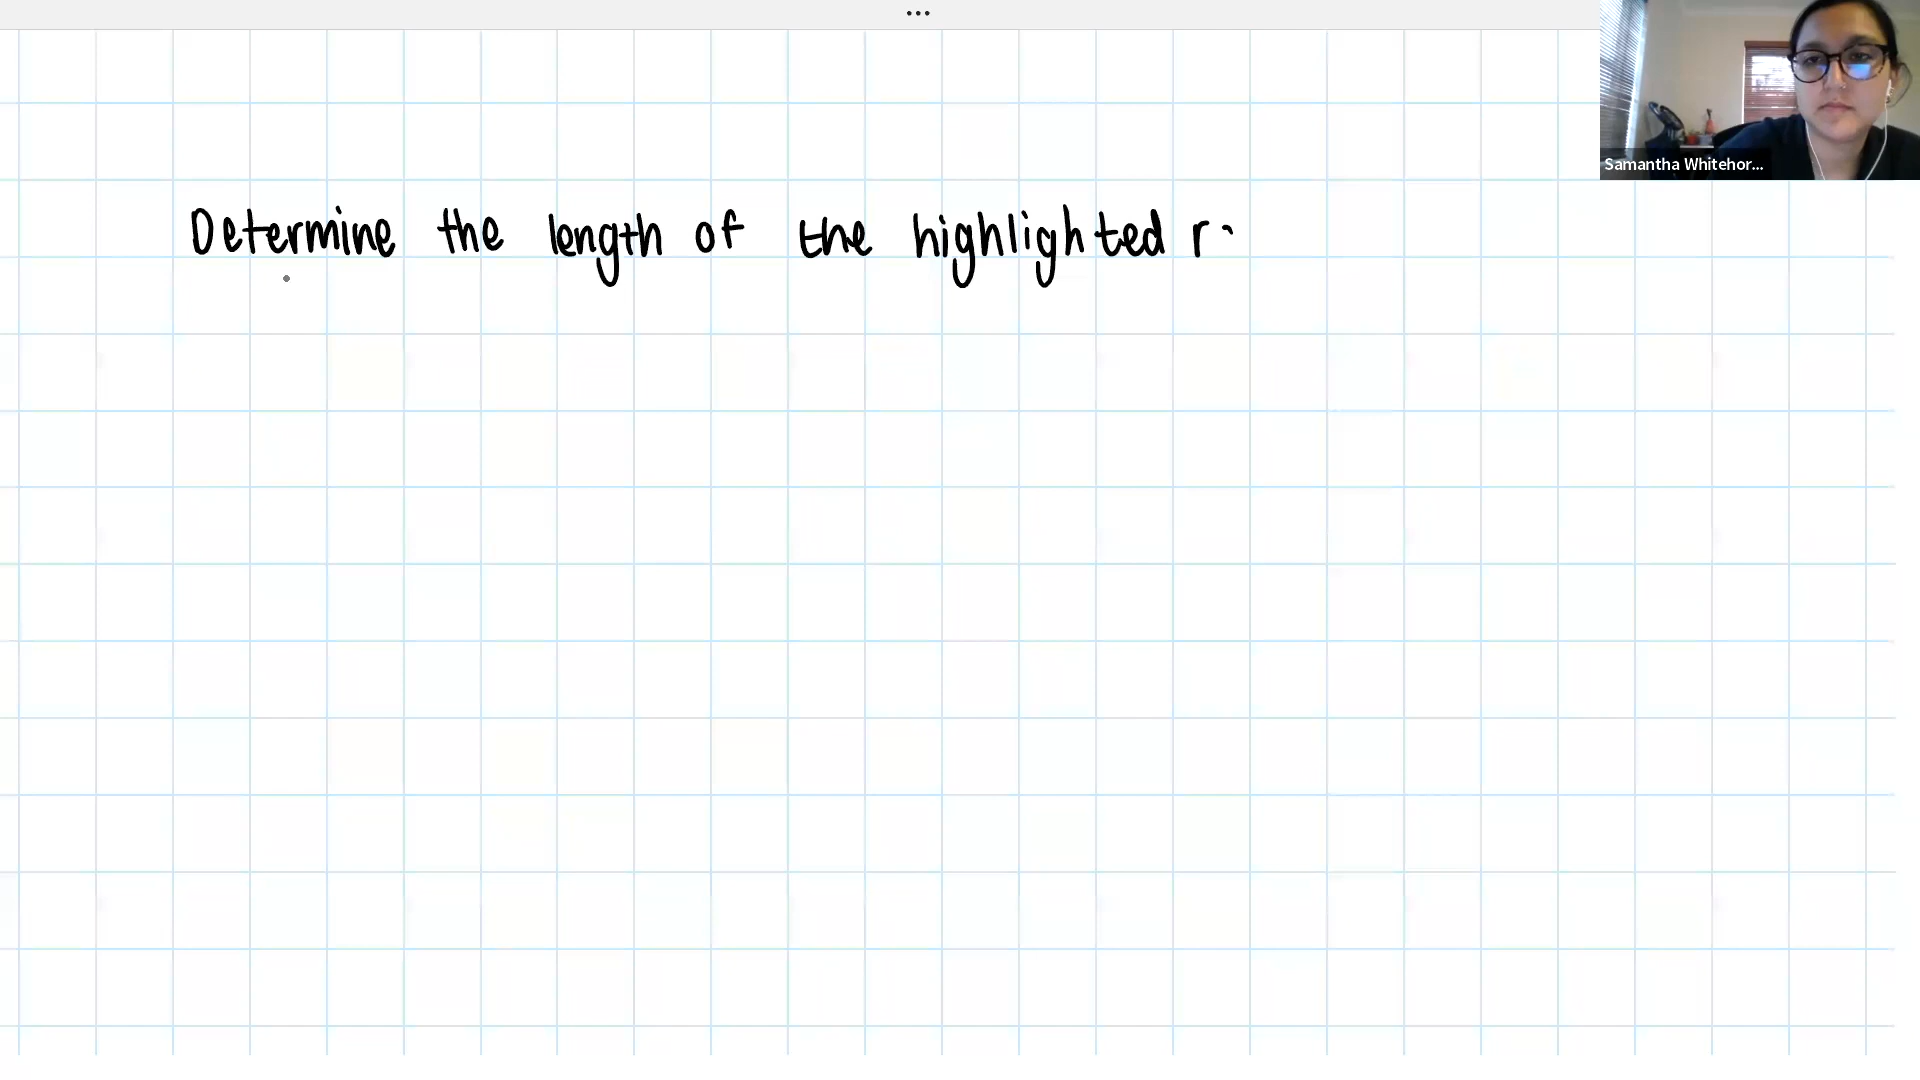 Samantha Whitehor...
Determine the length of the highlighted r